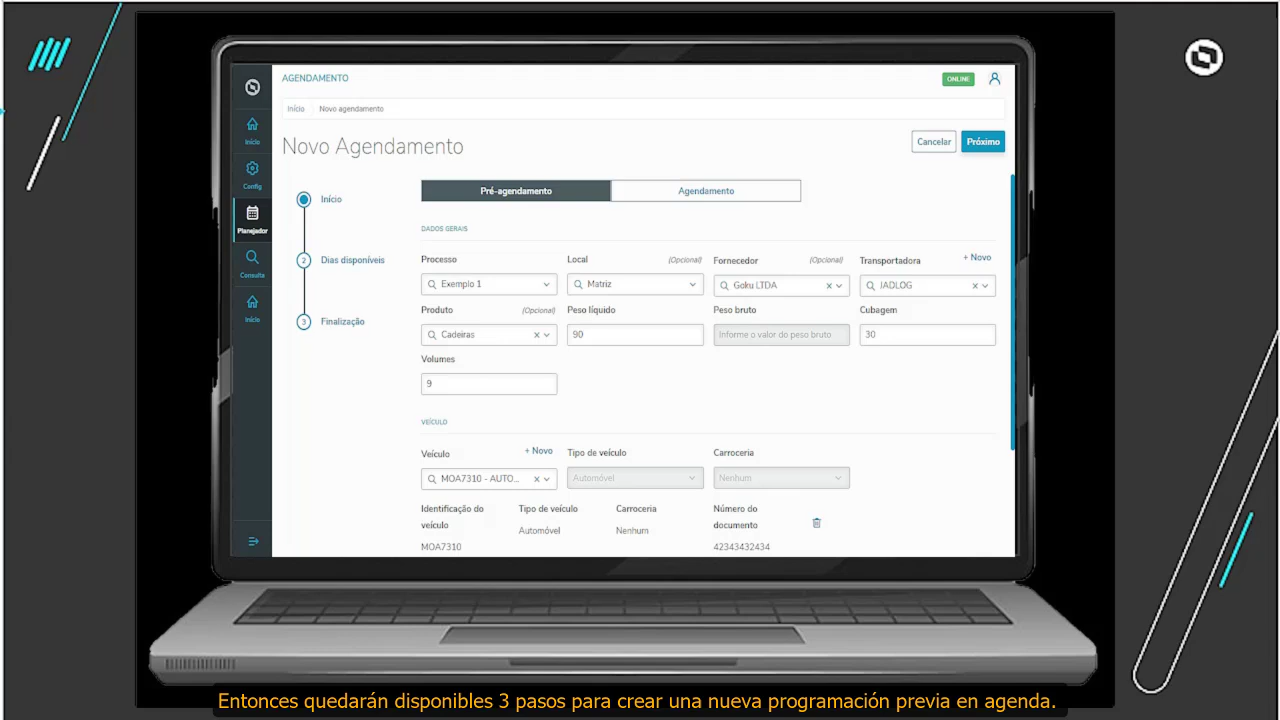 AGENDAMENTO
ONLINE
Início Novo agendamento
Novo Agendamento
Cancelar Próximo
Início
Config
Planejador
Consulta
Início
Início
2 Dias disponíveis
3 Finalização
Pré-agendamento Agendamento
DADOS GERAIS
Processo Local (Opcional) Fornecedor (Opcional) Transportadora + Novo
Exemplo 1 Matriz Goku LTDA JADLOG
Produto (Opcional) Peso líquido Peso bruto Cubagem
Cadeiras 90 Informe o valor do peso bruto 30
Volumes
9
VEÍCULO
Veículo + Novo Tipo de veículo Carroceria
MOA7310 - AUTO... Automóvel Nenhum
Identificação do veículo Tipo de veículo Carroceria Número do documento
MOA7310 Automóvel Nenhum 42343432434
Entonces quedarán disponibles 3 pasos para crear una nueva programación previa en agenda.